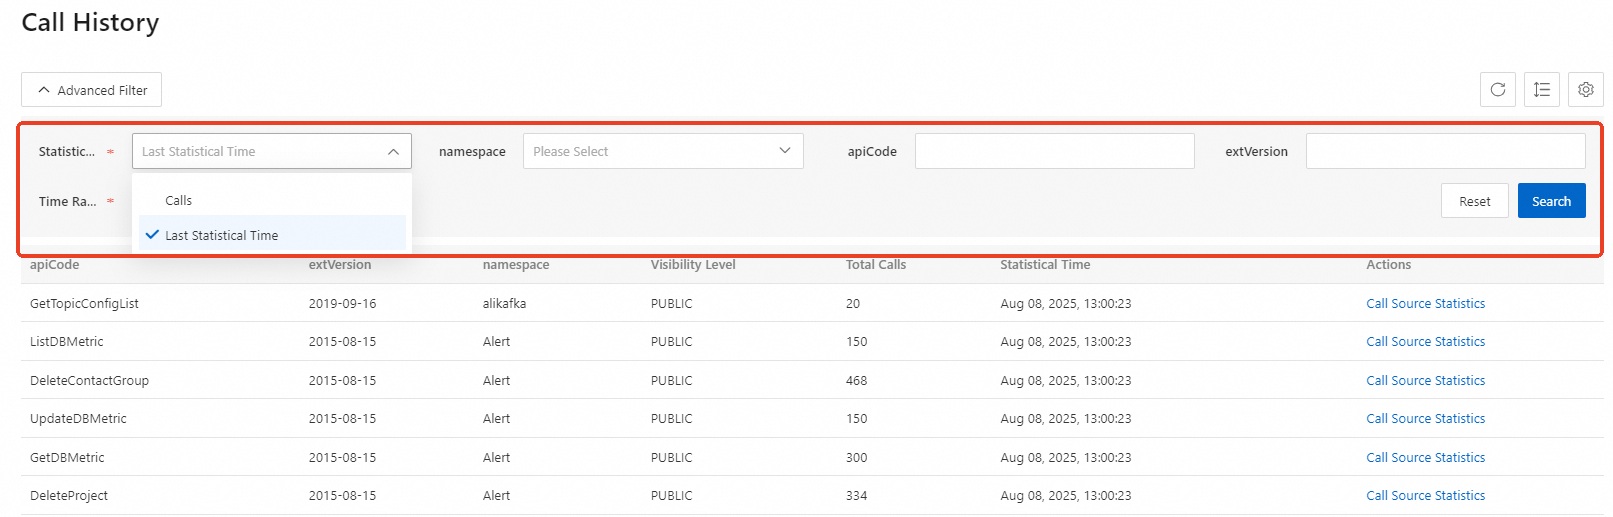 Call History
Advanced Filter
Statistic... * Last Statistical Time namespace Please Select apiCode extVersion
Calls
Time Ra... * Reset Search
Last Statistical Time
apiCode extVersion namespace Visibility Level Total Calls Statistical Time Actions
GetTopicConfigList 2019-09-16 alikafka PUBLIC 20 Aug 08, 2025, 13:00:23 Call Source Statistics
ListDBMetric 2015-08-15 Alert PUBLIC 150 Aug 08, 2025, 13:00:23 Call Source Statistics
DeleteContactGroup 2015-08-15 Alert PUBLIC 468 Aug 08, 2025, 13:00:23 Call Source Statistics
UpdateDBMetric 2015-08-15 Alert PUBLIC 150 Aug 08, 2025, 13:00:23 Call Source Statistics
GetDBMetric 2015-08-15 Alert PUBLIC 300 Aug 08, 2025, 13:00:23 Call Source Statistics
DeleteProject 2015-08-15 Alert PUBLIC 334 Aug 08, 2025, 13:00:23 Call Source Statistics